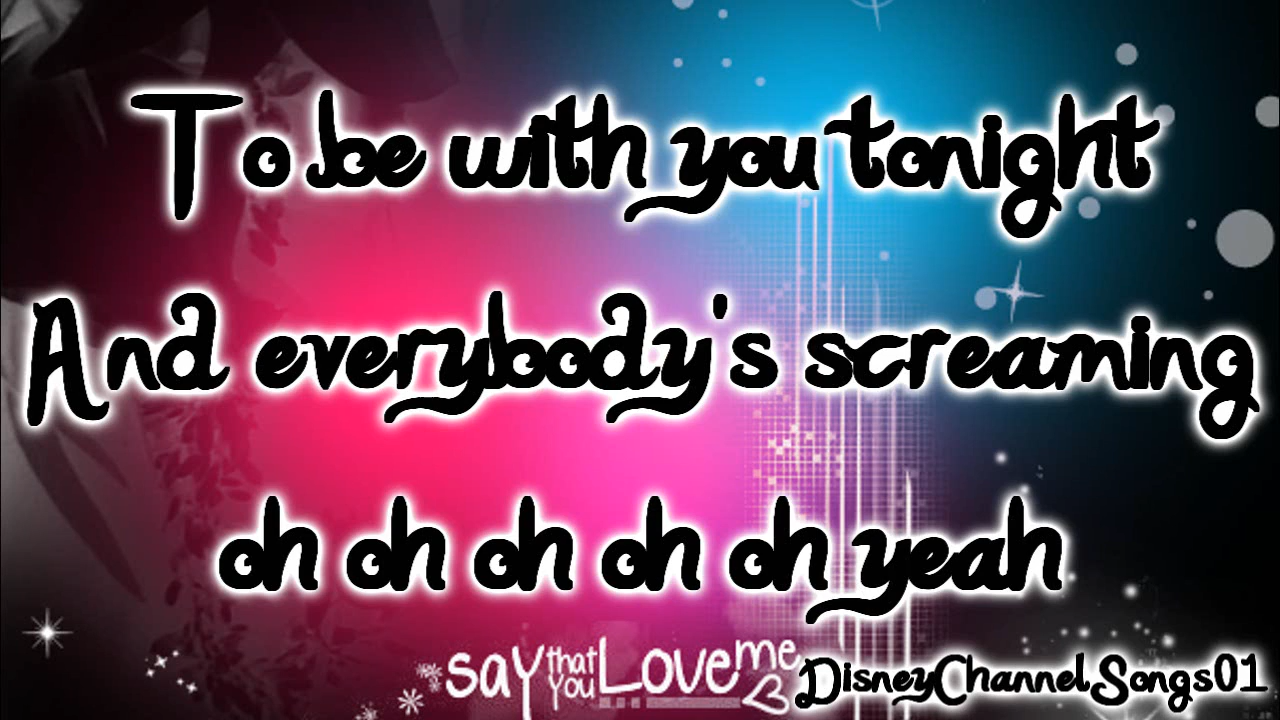 To be with you tonight
And everybody's screaming
oh oh oh oh oh yeah
say that you Love me <3
DisneyChannelSongs01